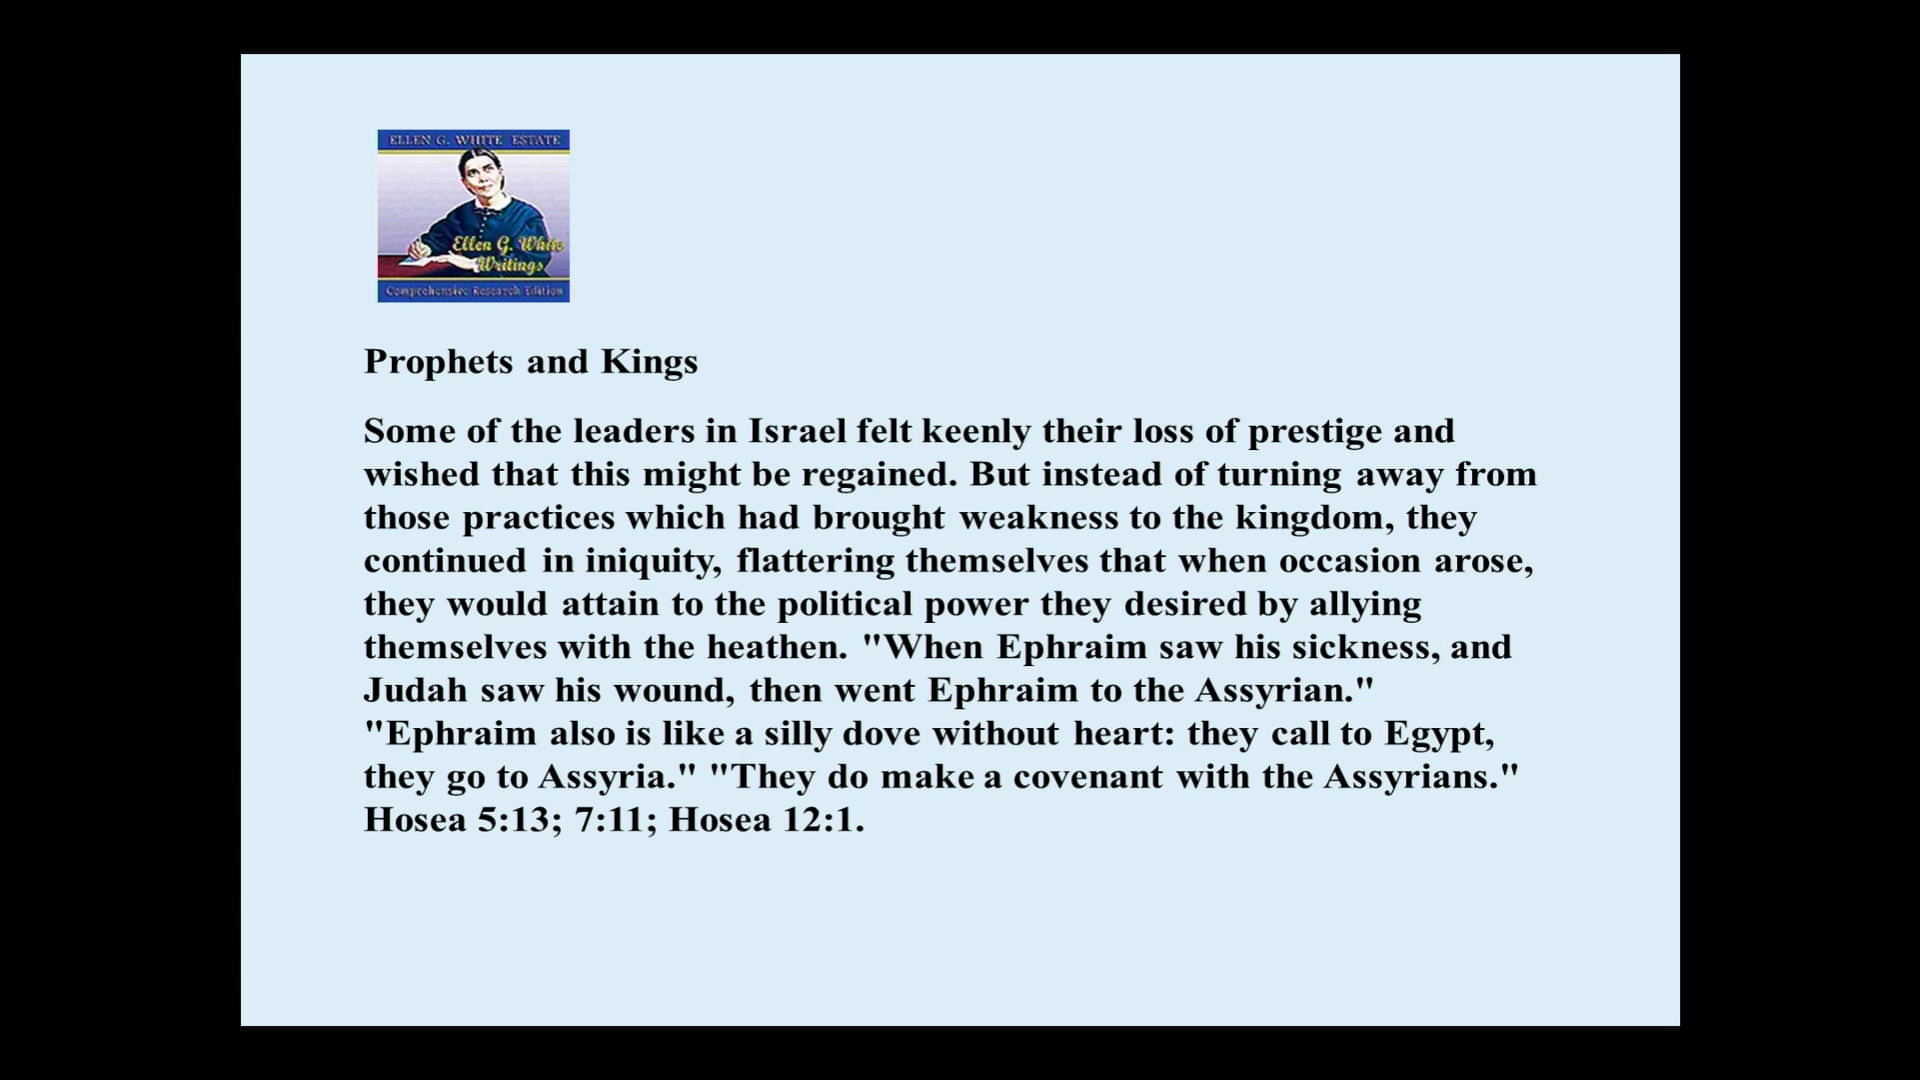 ELLEN G. WHITE ESTATE
Ellen G. White
Writings
Comprehensive Research Edition
Prophets and Kings
Some of the leaders in Israel felt keenly their loss of prestige and
wished that this might be regained. But instead of turning away from
those practices which had brought weakness to the kingdom, they
continued in iniquity, flattering themselves that when occasion arose,
they would attain to the political power they desired by allying
themselves with the heathen. "When Ephraim saw his sickness, and
Judah saw his wound, then went Ephraim to the Assyrian."
"Ephraim also is like a silly dove without heart: they call to Egypt,
they go to Assyria." "They do make a covenant with the Assyrians."
Hosea 5:13; 7:11; Hosea 12:1.